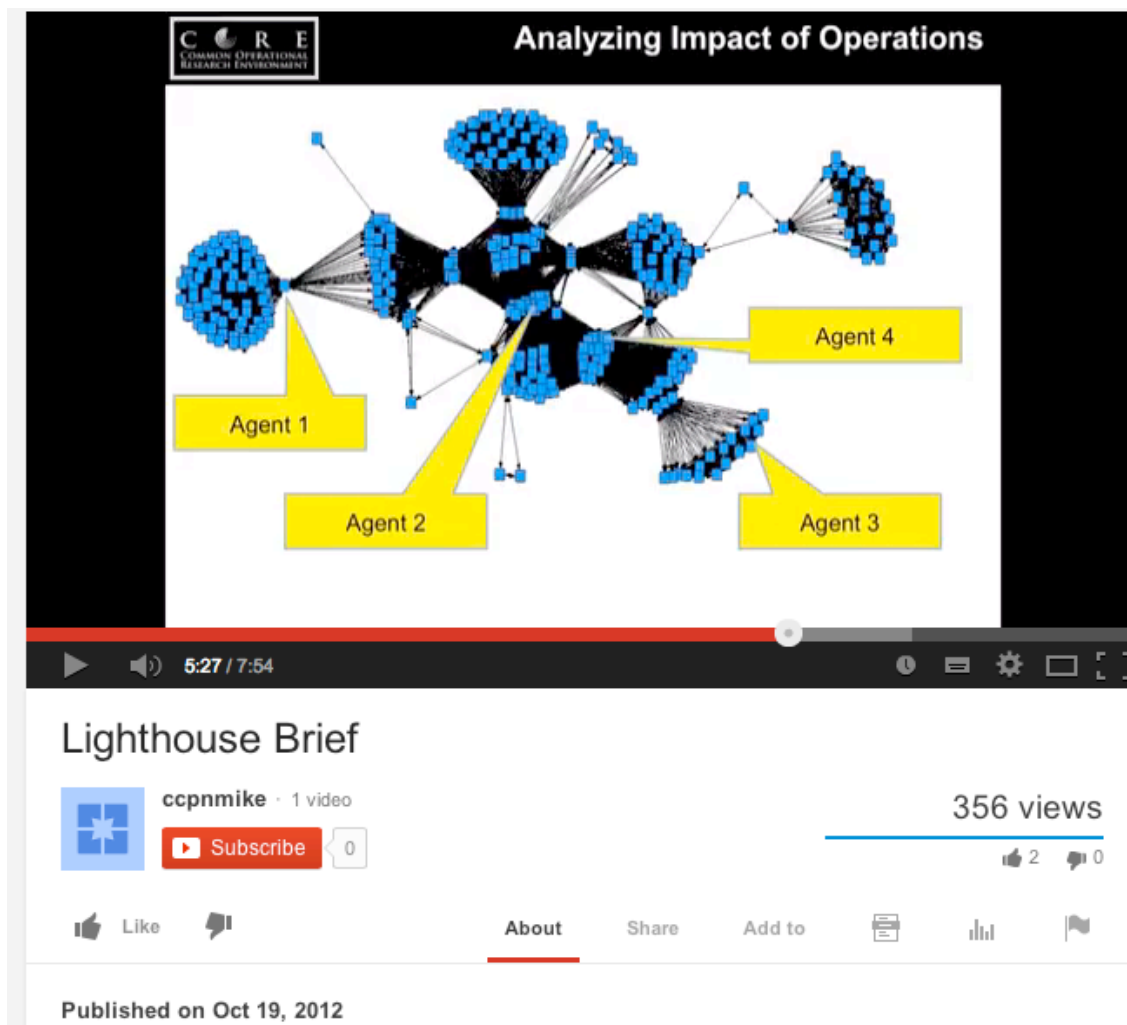 C O R E
COMMON OPERATIONAL
RESEARCH ENVIRONMENT
Analyzing Impact of Operations
Agent 4
Agent 1
Agent 2
Agent 3
5:27 / 7:54
Lighthouse Brief
ccpnmike · 1 video
356 views
Subscribe 0
2 0
Like
About Share Add to
Published on Oct 19, 2012